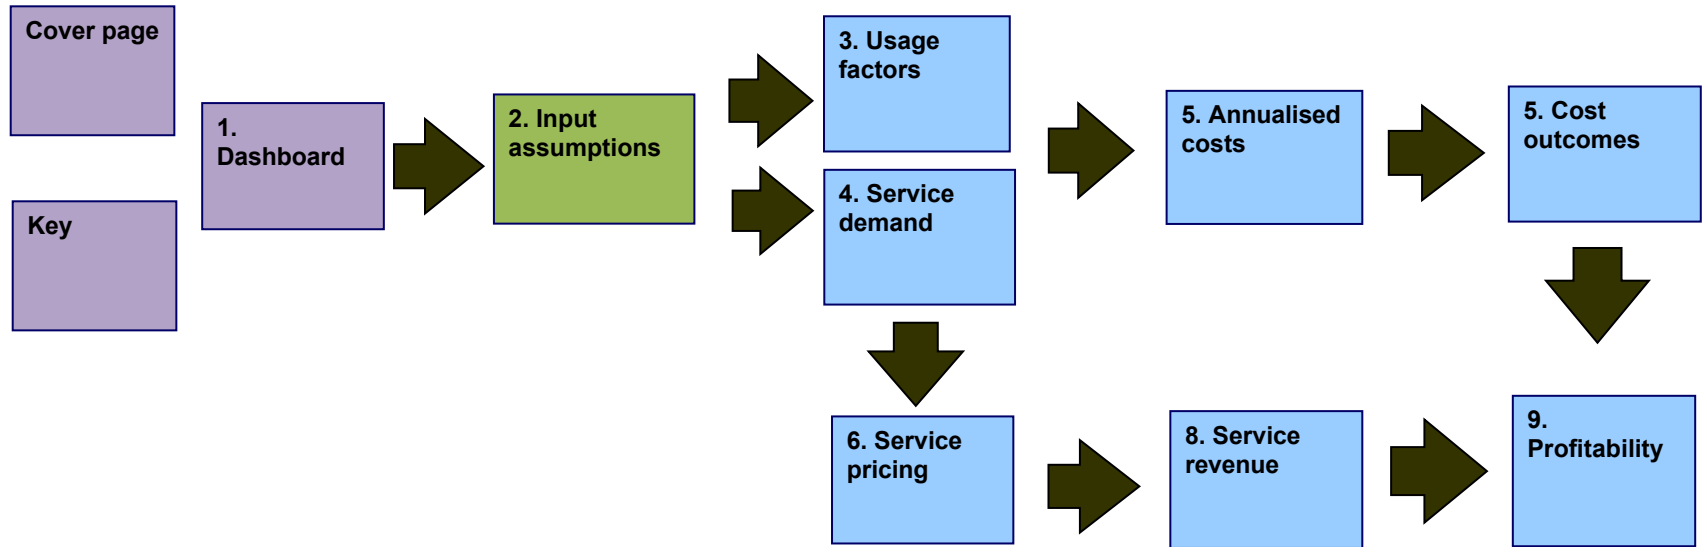 Cover page
Key
1.
Dashboard
2. Input
assumptions
3. Usage
factors
4. Service
demand
5. Annualised
costs
5. Cost
outcomes
6. Service
pricing
8. Service
revenue
9.
Profitability